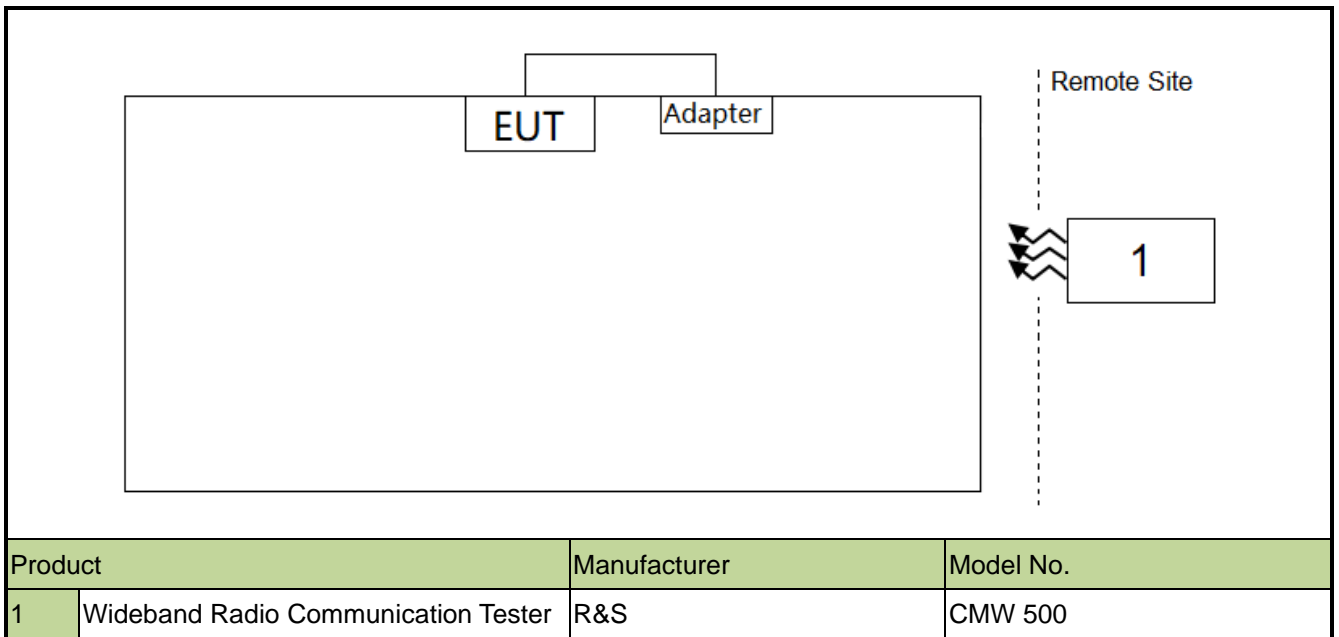 Remote Site
EUT
Adapter
1
Product Manufacturer Model No.
1 Wideband Radio Communication Tester R&S CMW 500